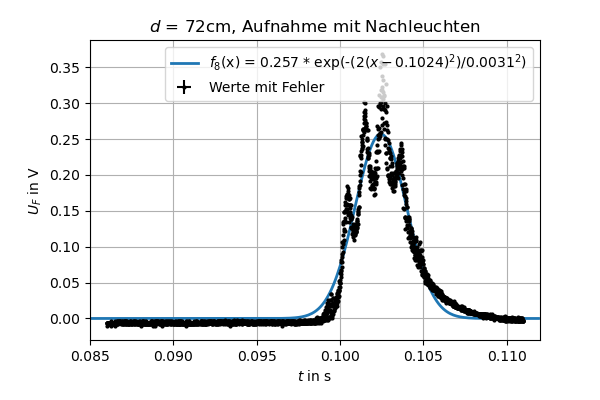 d = 72cm, Aufnahme mit Nachleuchten
f₈(x) = 0.257 * exp(-(2(x − 0.1024)²)/0.0031²)
Werte mit Fehler
0.35
0.30
0.25
0.20
0.15
0.10
0.05
0.00
U_F in V
0.085 0.090 0.095 0.100 0.105 0.110
t in s